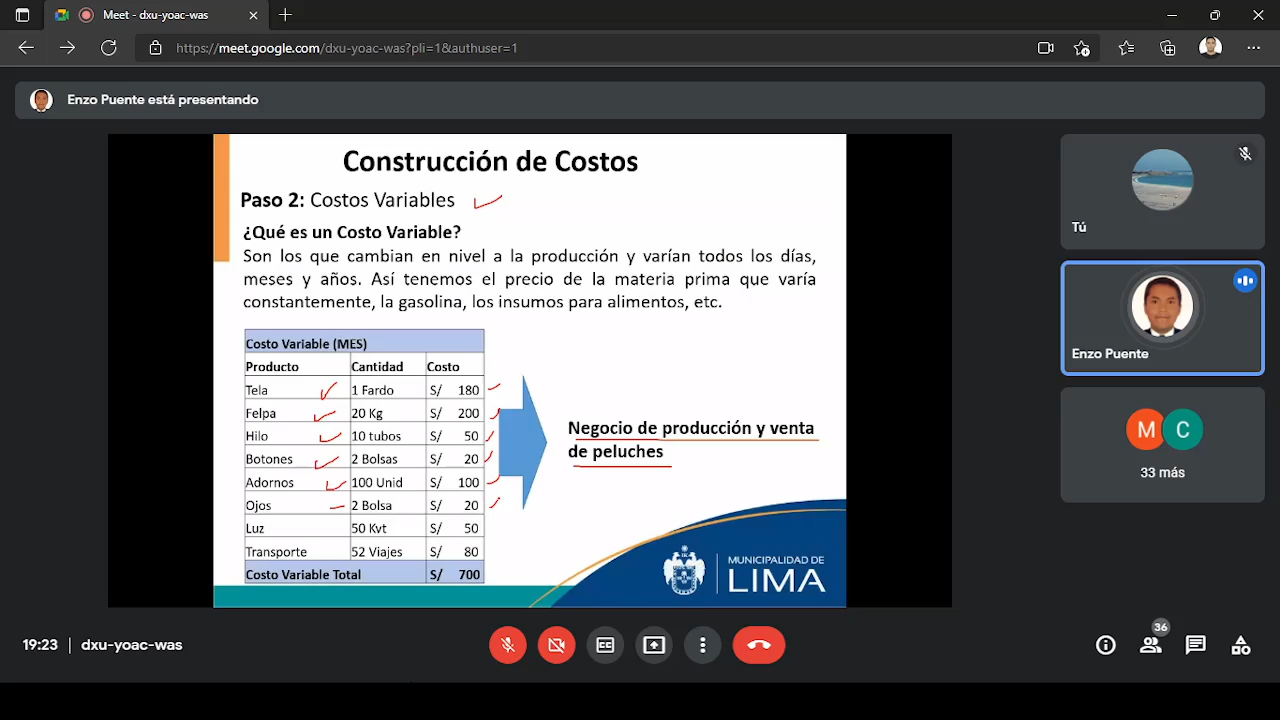 Meet - dxu-yoac-was
https://meet.google.com/dxu-yoac-was?pli=1&authuser=1
Enzo Puente está presentando
Construcción de Costos
Paso 2: Costos Variables
¿Qué es un Costo Variable?
Son los que cambian en nivel a la producción y varían todos los días,
meses y años. Así tenemos el precio de la materia prima que varía
constantemente, la gasolina, los insumos para alimentos, etc.
Costo Variable (MES)
Producto Cantidad Costo
Tela 1 Fardo S/ 180
Felpa 20 Kg S/ 200
Hilo 10 tubos S/ 50
Botones 2 Bolsas S/ 20
Adornos 100 Unid S/ 100
Ojos 2 Bolsa S/ 20
Luz 50 Kvt S/ 50
Transporte 52 Viajes S/ 80
Costo Variable Total S/ 700
Negocio de producción y venta
de peluches
MUNICIPALIDAD DE
LIMA
Tú
Enzo Puente
M C
33 más
19:23 | dxu-yoac-was
CC
36